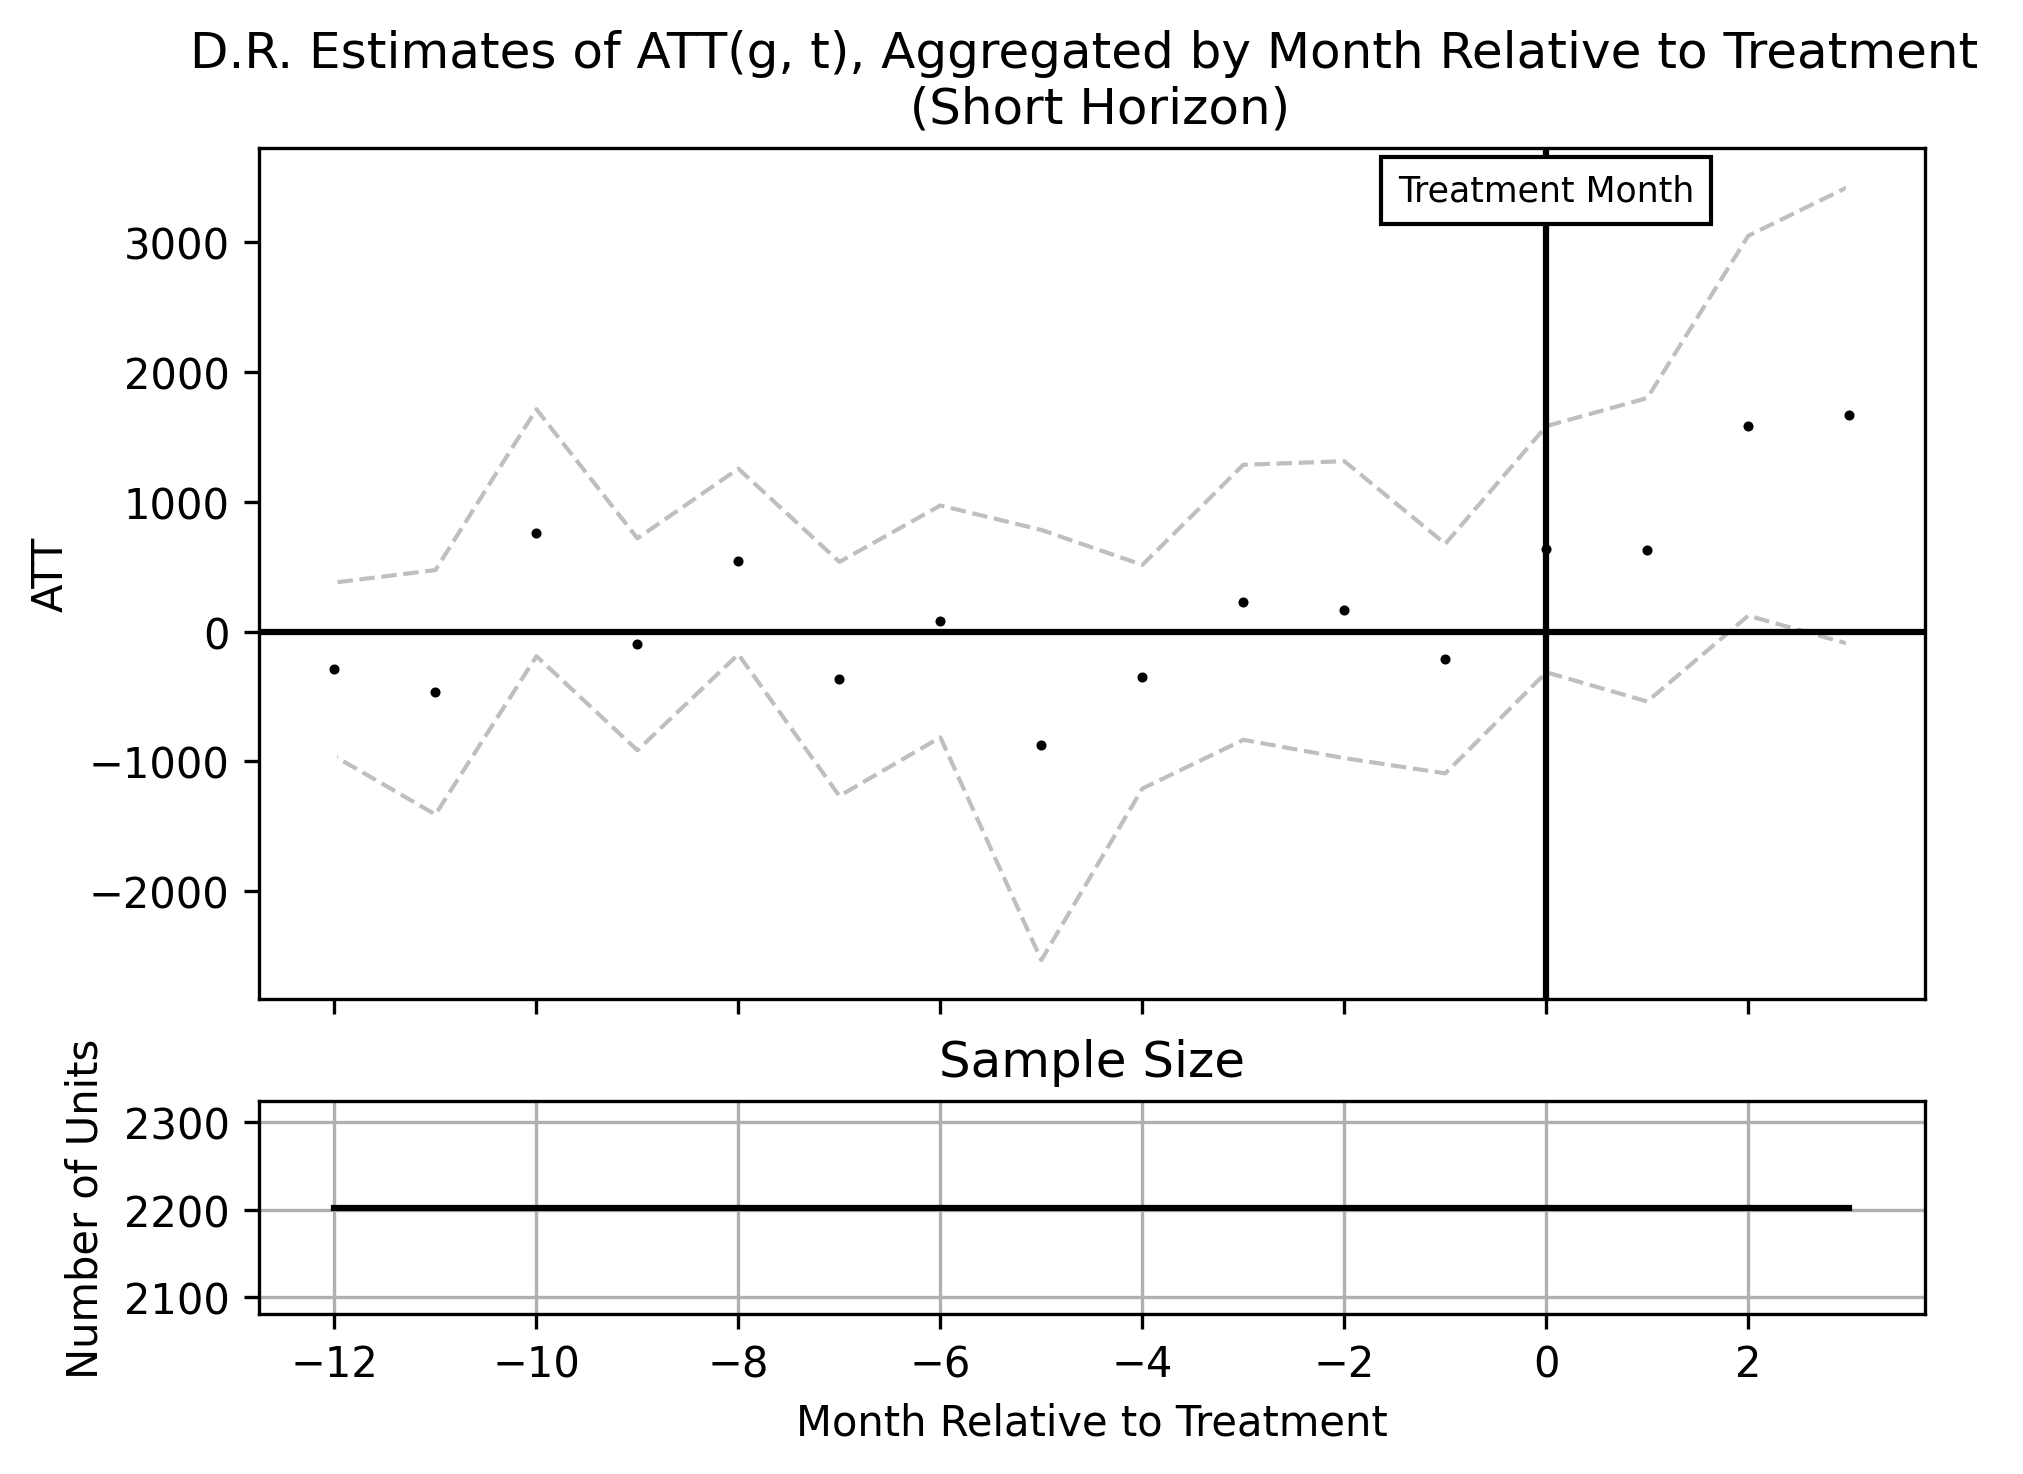 D.R. Estimates of ATT(g, t), Aggregated by Month Relative to Treatment
(Short Horizon)
Treatment Month
ATT
3000
2000
1000
0
−1000
−2000
Sample Size
Number of Units
2300
2200
2100
−12 −10 −8 −6 −4 −2 0 2
Month Relative to Treatment